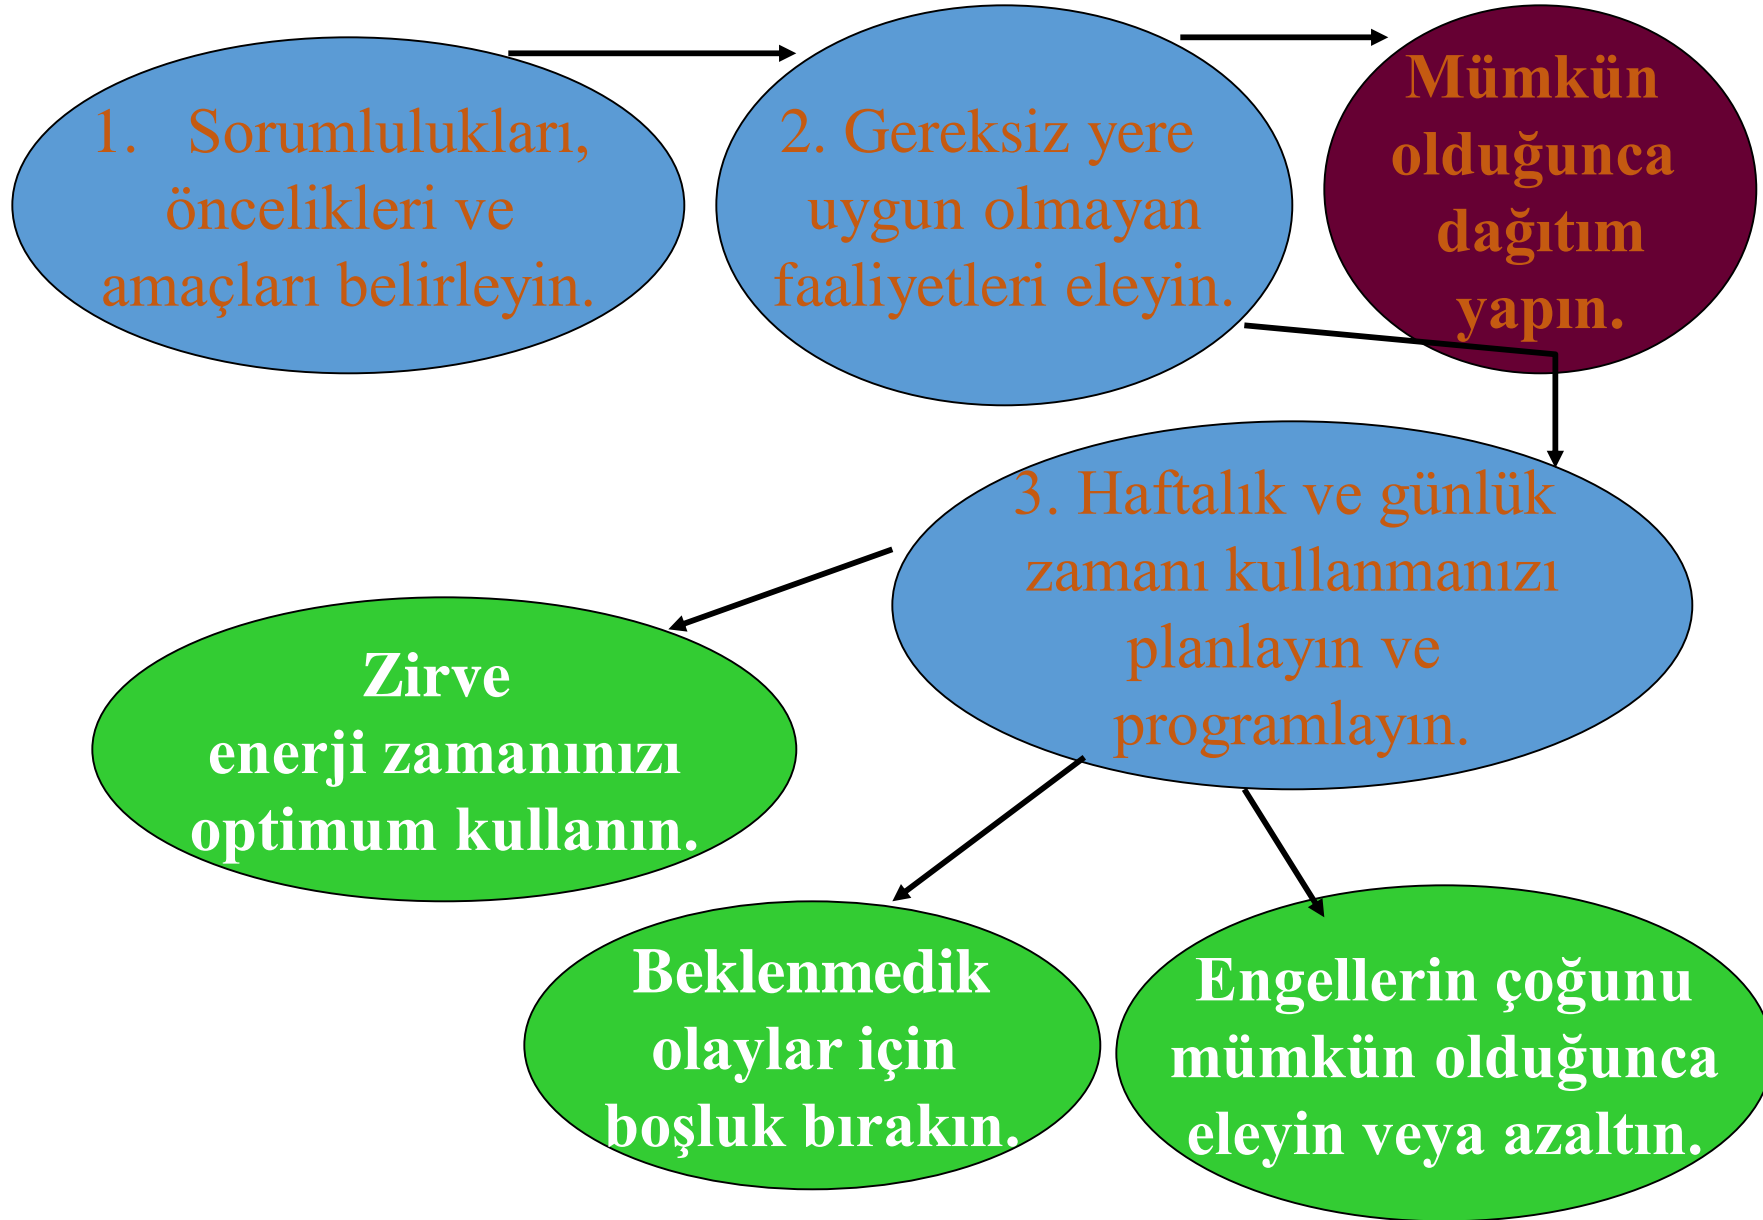 1. Sorumlulukları,
öncelikleri ve
amaçları belirleyin.
2. Gereksiz yere
uygun olmayan
faaliyetleri eleyin.
Mümkün
olduğunca
dağıtım
yapın.
3. Haftalık ve günlük
zamanı kullanmanızı
planlayın ve
programlayın.
Zirve
enerji zamanınızı
optimum kullanın.
Beklenmedik
olaylar için
boşluk bırakın.
Engellerin çoğunu
mümkün olduğunca
eleyin veya azaltın.